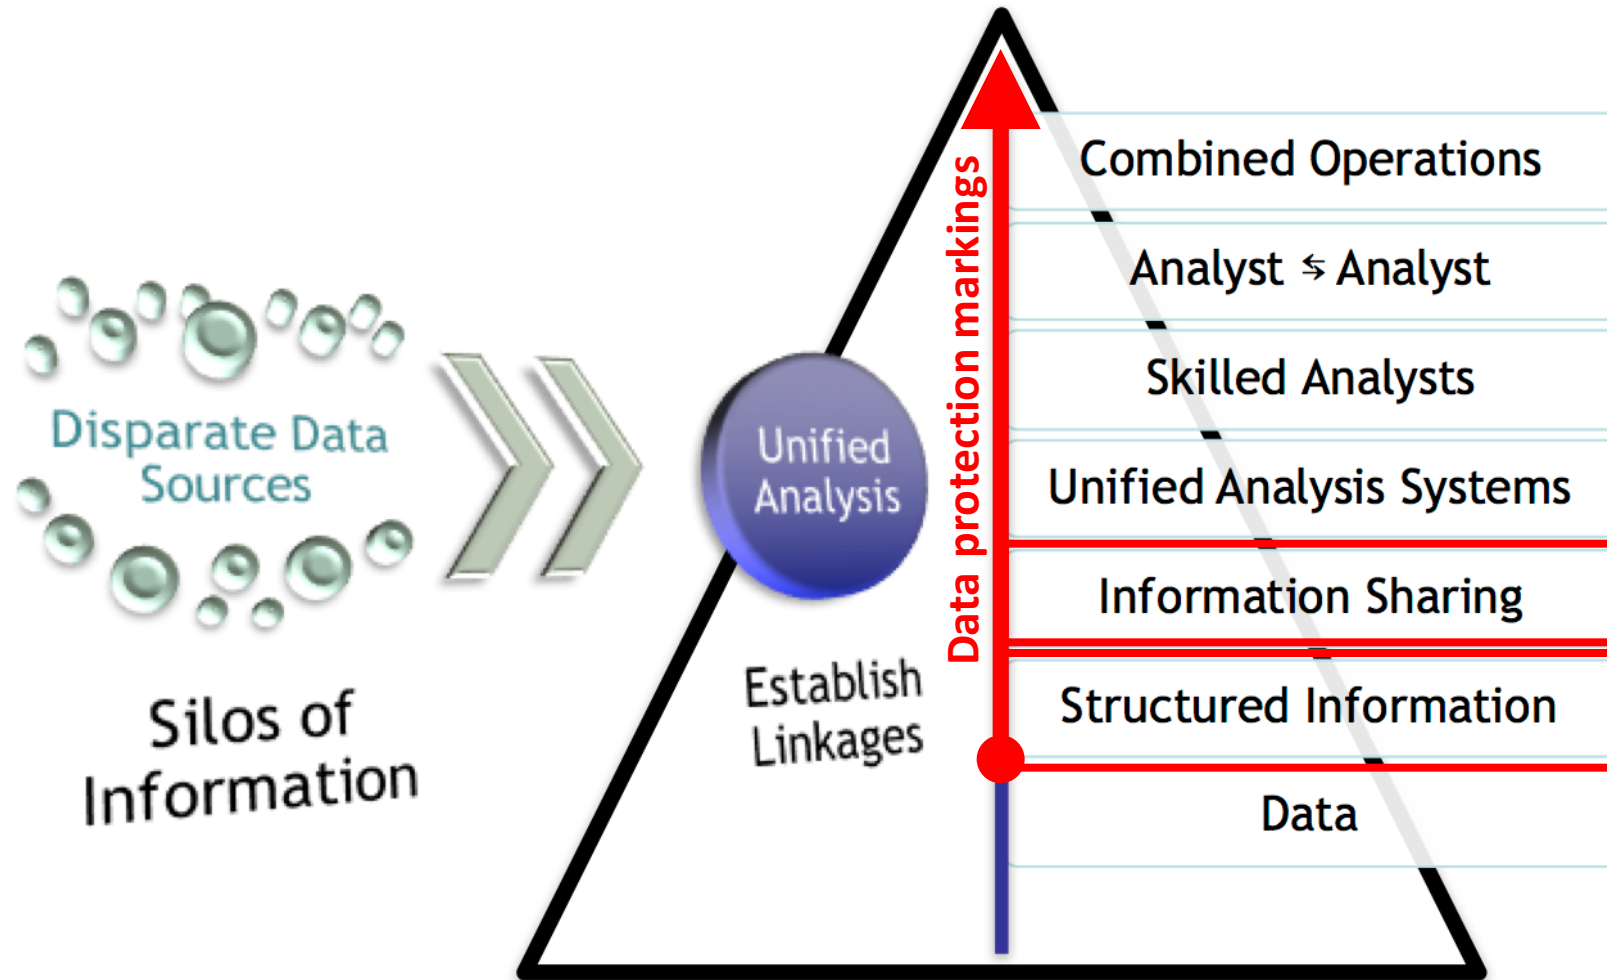 Disparate Data
Sources
Silos of
Information
Unified
Analysis
Establish
Linkages
Data protection markings
Combined Operations
Analyst ⇆ Analyst
Skilled Analysts
Unified Analysis Systems
Information Sharing
Structured Information
Data